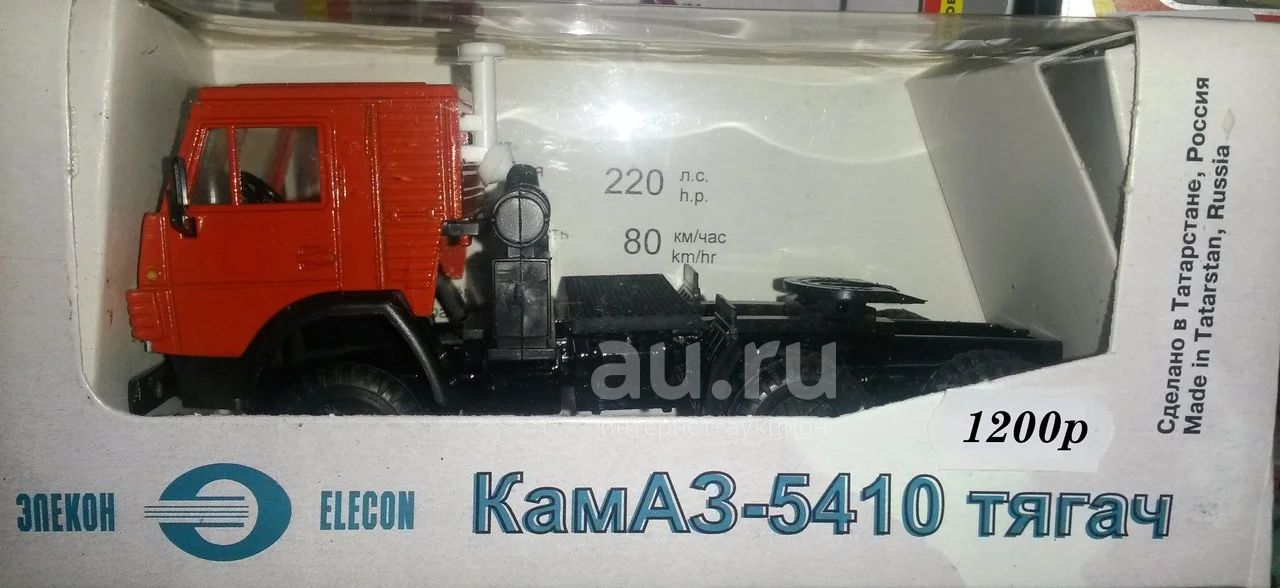 220 л.с.
h.p.
80 км/час
km/hr
Сделано в Татарстане, Россия
Made in Tatarstan, Russia
au.ru
интернет-аукцион
1200р
ЭЛЕКОН
ELECON
КамАЗ-5410 тягач